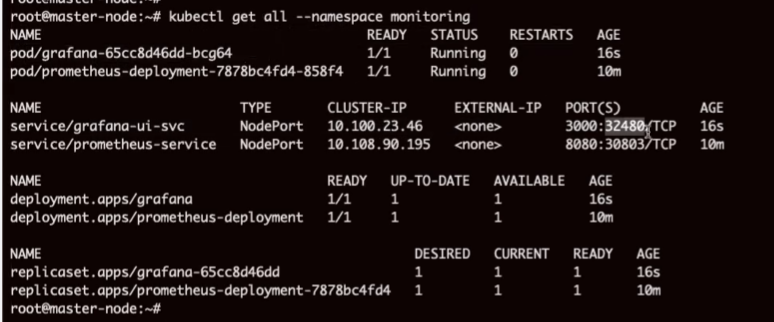 root@master-node:~# kubectl get all --namespace monitoring
NAME READY STATUS RESTARTS AGE
pod/grafana-65cc8d46dd-bcg64 1/1 Running 0 16s
pod/prometheus-deployment-7878bc4fd4-858f4 1/1 Running 0 10m
NAME TYPE CLUSTER-IP EXTERNAL-IP PORT(S) AGE
service/grafana-ui-svc NodePort 10.100.23.46 <none> 3000:32480/TCP 16s
service/prometheus-service NodePort 10.108.90.195 <none> 8080:30803/TCP 10m
NAME READY UP-TO-DATE AVAILABLE AGE
deployment.apps/grafana 1/1 1 1 16s
deployment.apps/prometheus-deployment 1/1 1 1 10m
NAME DESIRED CURRENT READY AGE
replicaset.apps/grafana-65cc8d46dd 1 1 1 16s
replicaset.apps/prometheus-deployment-7878bc4fd4 1 1 1 10m
root@master-node:~#